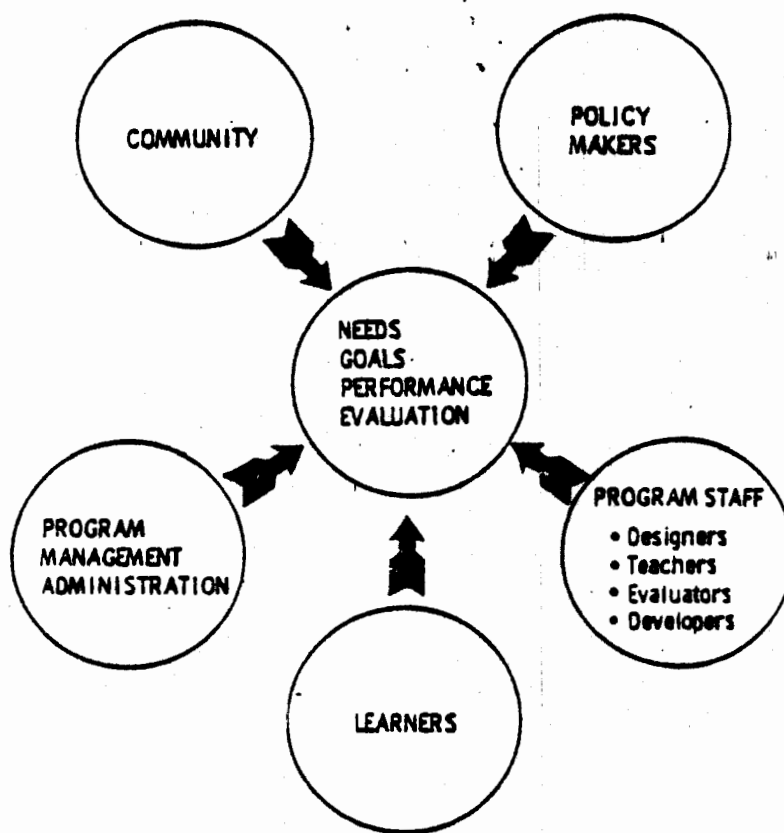 COMMUNITY
POLICY
MAKERS
NEEDS
GOALS
PERFORMANCE
EVALUATION
PROGRAM
MANAGEMENT
ADMINISTRATION
PROGRAM STAFF
• Designers
• Teachers
• Evaluators
• Developers
LEARNERS